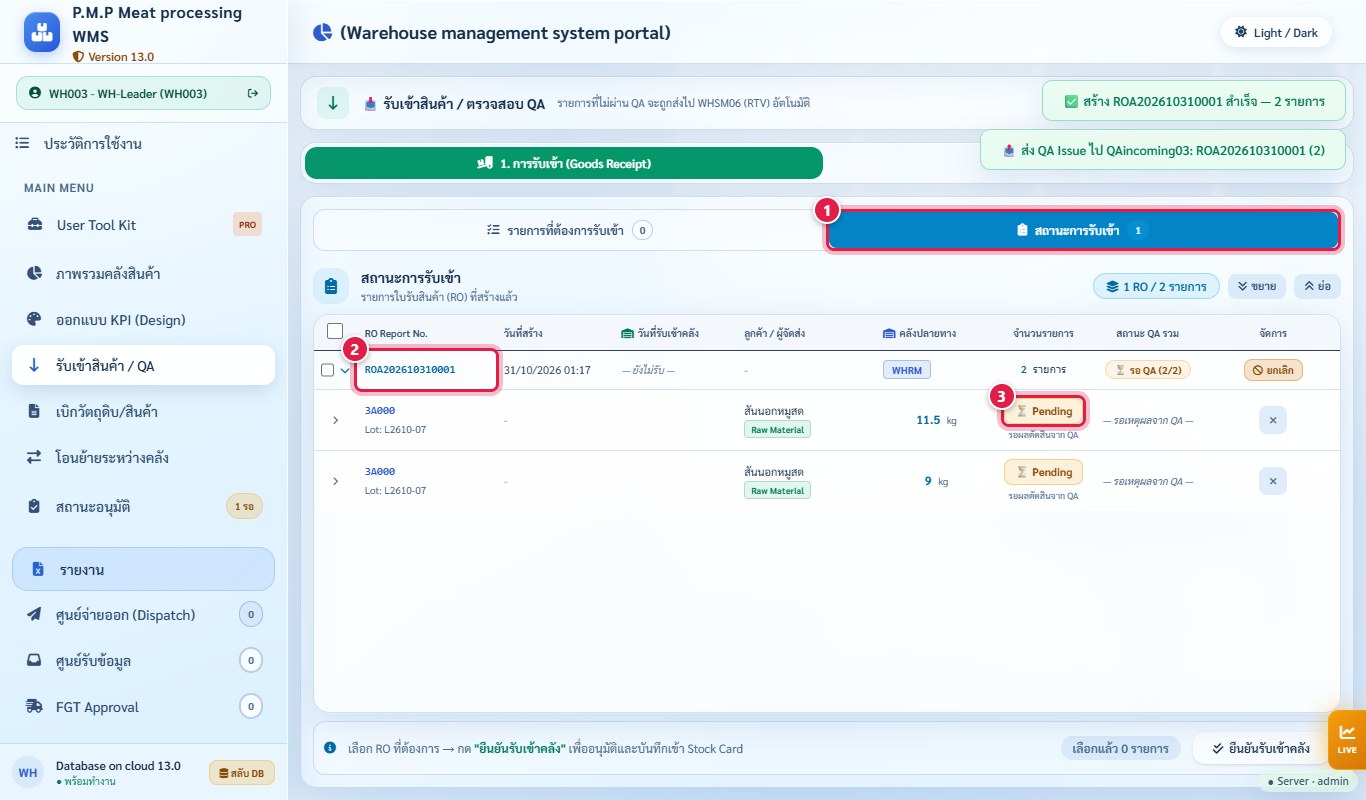 P.M.P Meat processing
WMS
Version 13.0
WH003 - WH-Leader (WH003)
ประวัติการใช้งาน
MAIN MENU
User Tool Kit
PRO
ภาพรวมคลังสินค้า
ออกแบบ KPI (Design)
รับเข้าสินค้า / QA
เบิกวัตถุดิบ/สินค้า
โอนย้ายระหว่างคลัง
สถานะอนุมัติ
1 รอ
รายงาน
ศูนย์จ่ายออก (Dispatch)
0
ศูนย์รับข้อมูล
0
FGT Approval
0
WH
Database on cloud 13.0
● พร้อมทำงาน
สลับ DB
(Warehouse management system portal)
Light / Dark
รับเข้าสินค้า / ตรวจสอบ QA
รายการที่ไม่ผ่าน QA จะถูกส่งไป WHSM06 (RTV) อัตโนมัติ
สร้าง ROA202610310001 สำเร็จ — 2 รายการ
ส่ง QA Issue ไป QAincoming03: ROA202610310001 (2)
1. การรับเข้า (Goods Receipt)
รายการที่ต้องการรับเข้า
0
1
สถานะการรับเข้า
1
สถานะการรับเข้า
รายการใบรับสินค้า (RO) ที่สร้างแล้ว
1 RO / 2 รายการ
ขยาย
ย่อ
RO Report No. วันที่สร้าง วันที่รับเข้าคลัง ลูกค้า / ผู้จัดส่ง คลังปลายทาง จำนวนรายการ สถานะ QA รวม จัดการ
2
ROA202610310001 31/10/2026 01:17 — ยังไม่รับ — - WHRM 2 รายการ รอ QA (2/2) ยกเลิก
3
3A000 - สันนอกหมูสด 11.5 kg Pending — รอเหตุผลจาก QA — ×
Lot: L2610-07 Raw Material รอผลตัดสินจาก QA
3A000 - สันนอกหมูสด 9 kg Pending — รอเหตุผลจาก QA — ×
Lot: L2610-07 Raw Material รอผลตัดสินจาก QA
เลือก RO ที่ต้องการ → กด "ยืนยันรับเข้าคลัง" เพื่ออนุมัติและบันทึกเข้า Stock Card
เลือกแล้ว 0 รายการ
ยืนยันรับเข้าคลัง
LIVE
● Server · admin